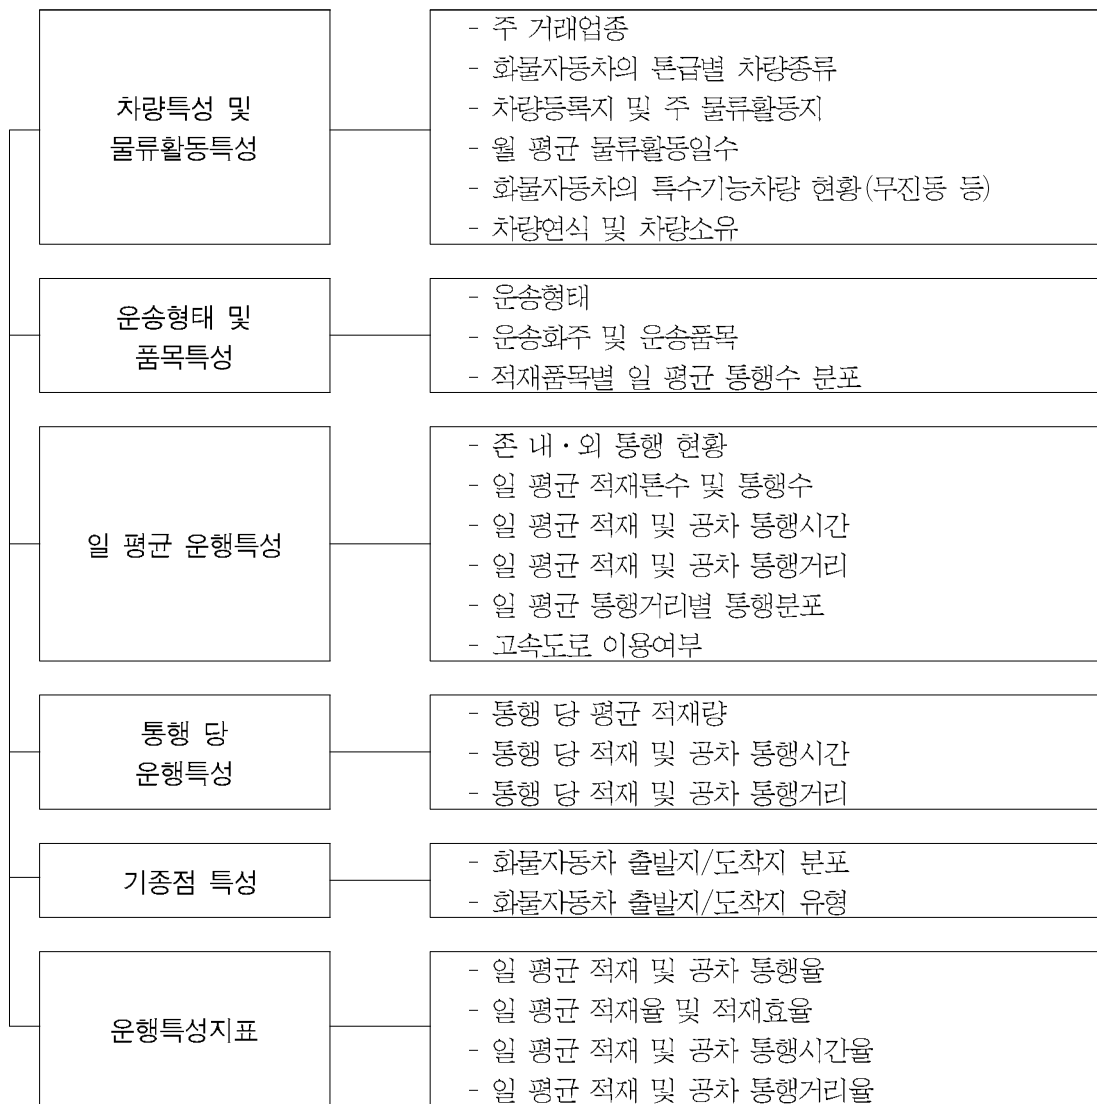 차량특성 및
물류활동특성
- 주 거래업종
- 화물자동차의 톤급별 차량종류
- 차량등록지 및 주 물류활동지
- 월 평균 물류활동일수
- 화물자동차의 특수기능차량 현황(무진동 등)
- 차량연식 및 차량소유
운송형태 및
품목특성
- 운송형태
- 운송화주 및 운송품목
- 적재품목별 일 평균 통행수 분포
일 평균 운행특성
- 존 내·외 통행 현황
- 일 평균 적재톤수 및 통행수
- 일 평균 적재 및 공차 통행시간
- 일 평균 적재 및 공차 통행거리
- 일 평균 통행거리별 통행분포
- 고속도로 이용여부
통행 당
운행특성
- 통행 당 평균 적재량
- 통행 당 적재 및 공차 통행시간
- 통행 당 적재 및 공차 통행거리
기종점 특성
- 화물자동차 출발지/도착지 분포
- 화물자동차 출발지/도착지 유형
운행특성지표
- 일 평균 적재 및 공차 통행율
- 일 평균 적재율 및 적재효율
- 일 평균 적재 및 공차 통행시간율
- 일 평균 적재 및 공차 통행거리율